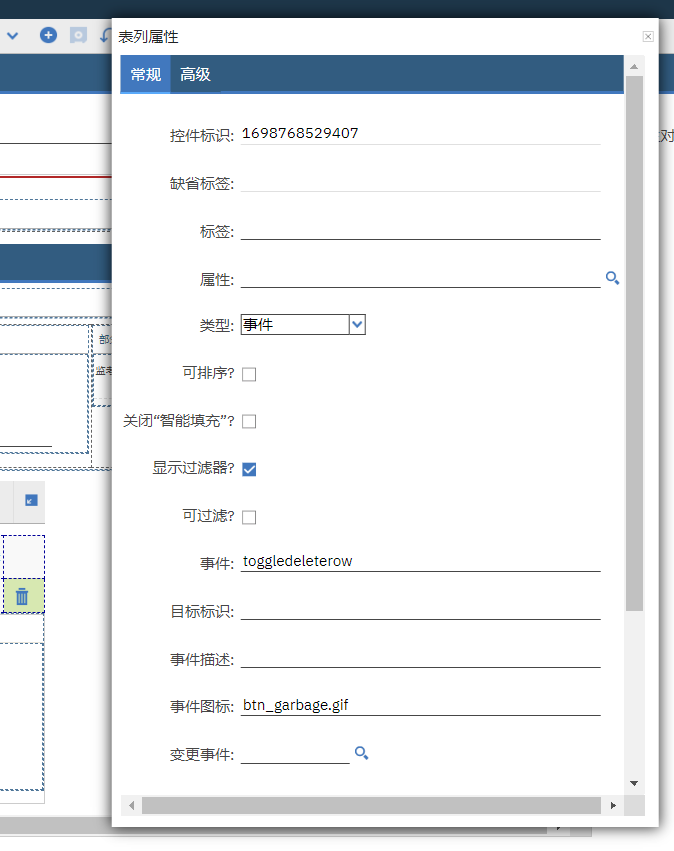 表列属性
常规 高级
控件标识: 1698768529407
缺省标签:
标签:
属性:
类型: 事件
可排序?
关闭“智能填充”?
显示过滤器?
可过滤?
事件: toggledeleterow
目标标识:
事件描述:
事件图标: btn_garbage.gif
变更事件:
对
部
监